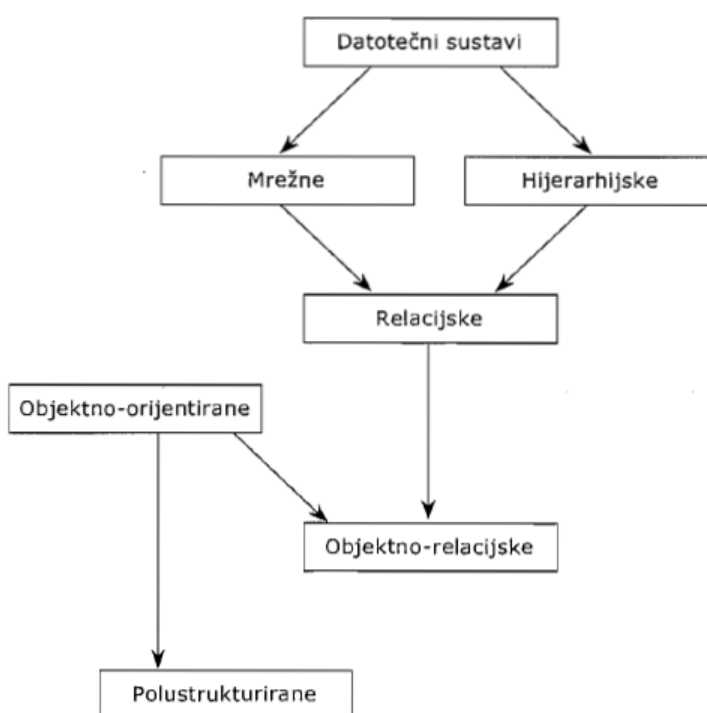 Datotečni sustavi
Mrežne
Hijerarhijske
Relacijske
Objektno-orijentirane
Objektno-relacijske
Polustrukturirane